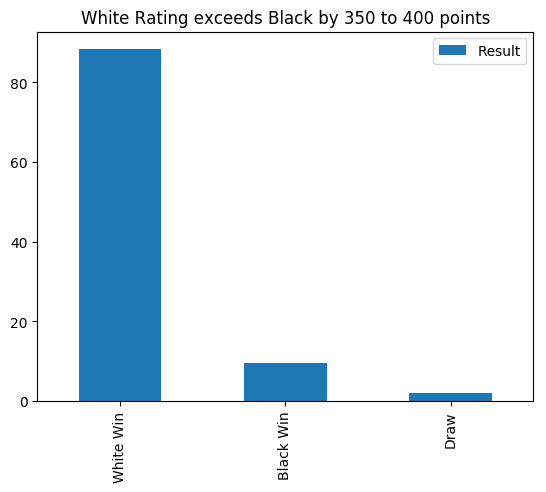 White Rating exceeds Black by 350 to 400 points
Result
80
60
40
20
0
White Win
Black Win
Draw